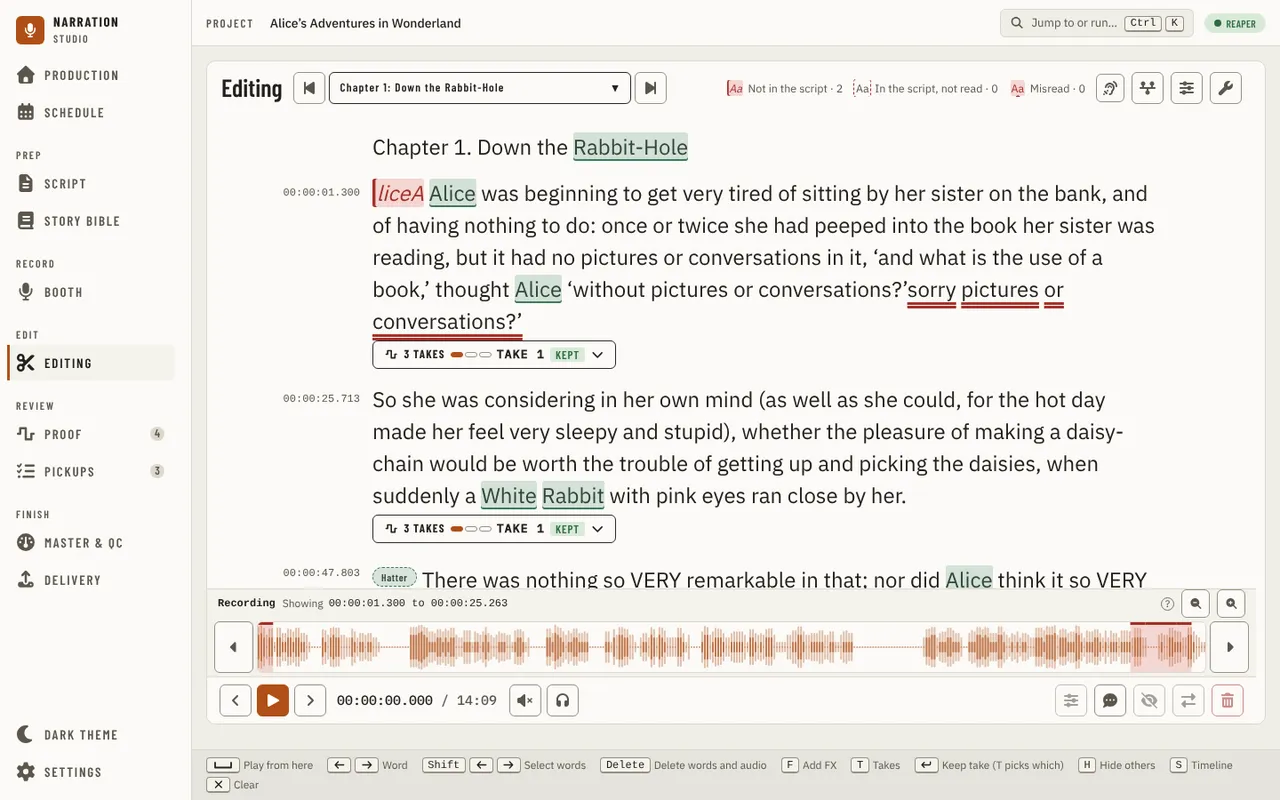 NARRATION
STUDIO
PRODUCTION
SCHEDULE
PREP
SCRIPT
STORY BIBLE
RECORD
BOOTH
EDIT
EDITING
REVIEW
PROOF 4
PICKUPS 3
FINISH
MASTER & QC
DELIVERY
DARK THEME
SETTINGS
PROJECT Alice’s Adventures in Wonderland
Jump to or run... Ctrl K
REAPER
Editing Chapter 1: Down the Rabbit-Hole
Aa Not in the script · 2 Aa In the script, not read · 0 Aa Misread · 0
Chapter 1. Down the Rabbit-Hole
00:00:01.300 liceA Alice was beginning to get very tired of sitting by her sister on the bank, and
of having nothing to do: once or twice she had peeped into the book her sister was
reading, but it had no pictures or conversations in it, ‘and what is the use of a
book,’ thought Alice ‘without pictures or conversations?’sorry pictures or
conversations?’
3 TAKES TAKE 1 KEPT
00:00:25.713 So she was considering in her own mind (as well as she could, for the hot day
made her feel very sleepy and stupid), whether the pleasure of making a daisy-
chain would be worth the trouble of getting up and picking the daisies, when
suddenly a White Rabbit with pink eyes ran close by her.
3 TAKES TAKE 1 KEPT
00:00:47.803 Hatter There was nothing so VERY remarkable in that; nor did Alice think it so VERY
Recording Showing 00:00:01.300 to 00:00:25.263 ?
00:00:00.000 / 14:09
Play from here Word Shift Select words Delete Delete words and audio F Add FX T Takes Keep take (T picks which) H Hide others S Timeline
Clear